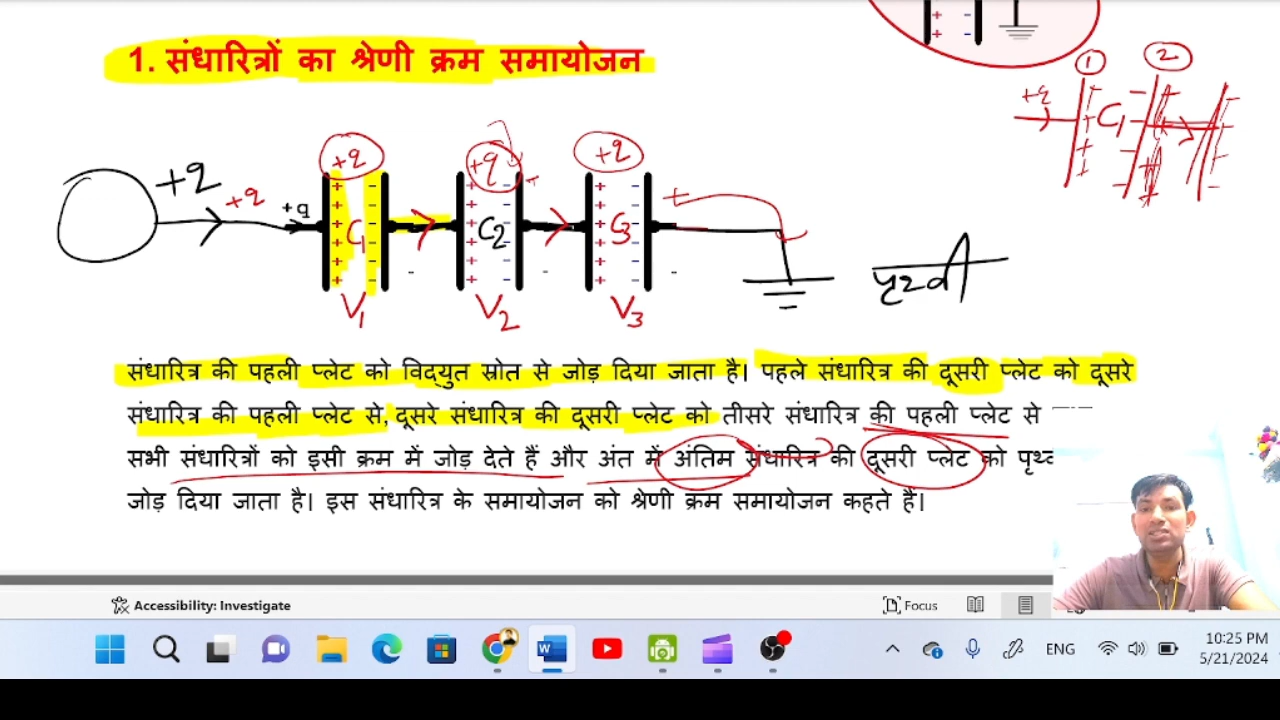 1. संधारित्रों का श्रेणी क्रम समायोजन
1 2
+q C1
+q +q +q +q +q +q
C1 C2 C3
V1 V2 V3
पृथ्वी
संधारित्र की पहली प्लेट को विद्युत स्रोत से जोड़ दिया जाता है। पहले संधारित्र की दूसरी प्लेट को दूसरे
संधारित्र की पहली प्लेट से, दूसरे संधारित्र की दूसरी प्लेट को तीसरे संधारित्र की पहली प्लेट से
सभी संधारित्रों को इसी क्रम में जोड़ देते हैं और अंत में अंतिम संधारित्र की दूसरी प्लेट को
जोड़ दिया जाता है। इस संधारित्र के समायोजन को श्रेणी क्रम समायोजन कहते हैं।
Accessibility: Investigate Focus
ENG 10:25 PM
5/21/2024